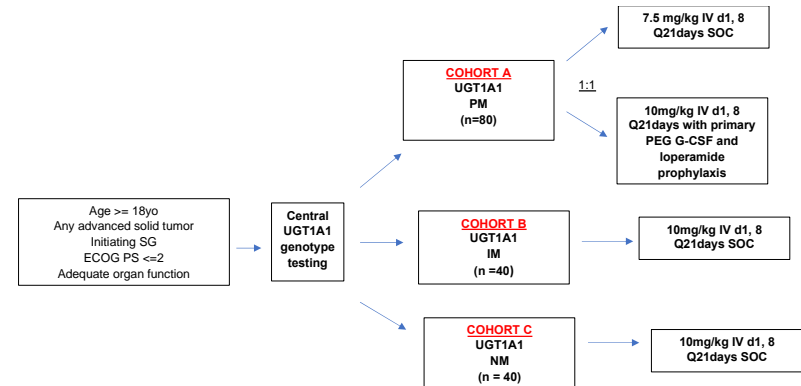 Age >= 18yo
Any advanced solid tumor
Initiating SG
ECOG PS <=2
Adequate organ function
Central
UGT1A1
genotype
testing
COHORT A
UGT1A1
PM
(n=80)
1:1
7.5 mg/kg IV d1, 8
Q21days SOC
10mg/kg IV d1, 8
Q21days with primary
PEG G-CSF and
loperamide
prophylaxis
COHORT B
UGT1A1
IM
(n =40)
10mg/kg IV d1, 8
Q21days SOC
COHORT C
UGT1A1
NM
(n = 40)
10mg/kg IV d1, 8
Q21days SOC